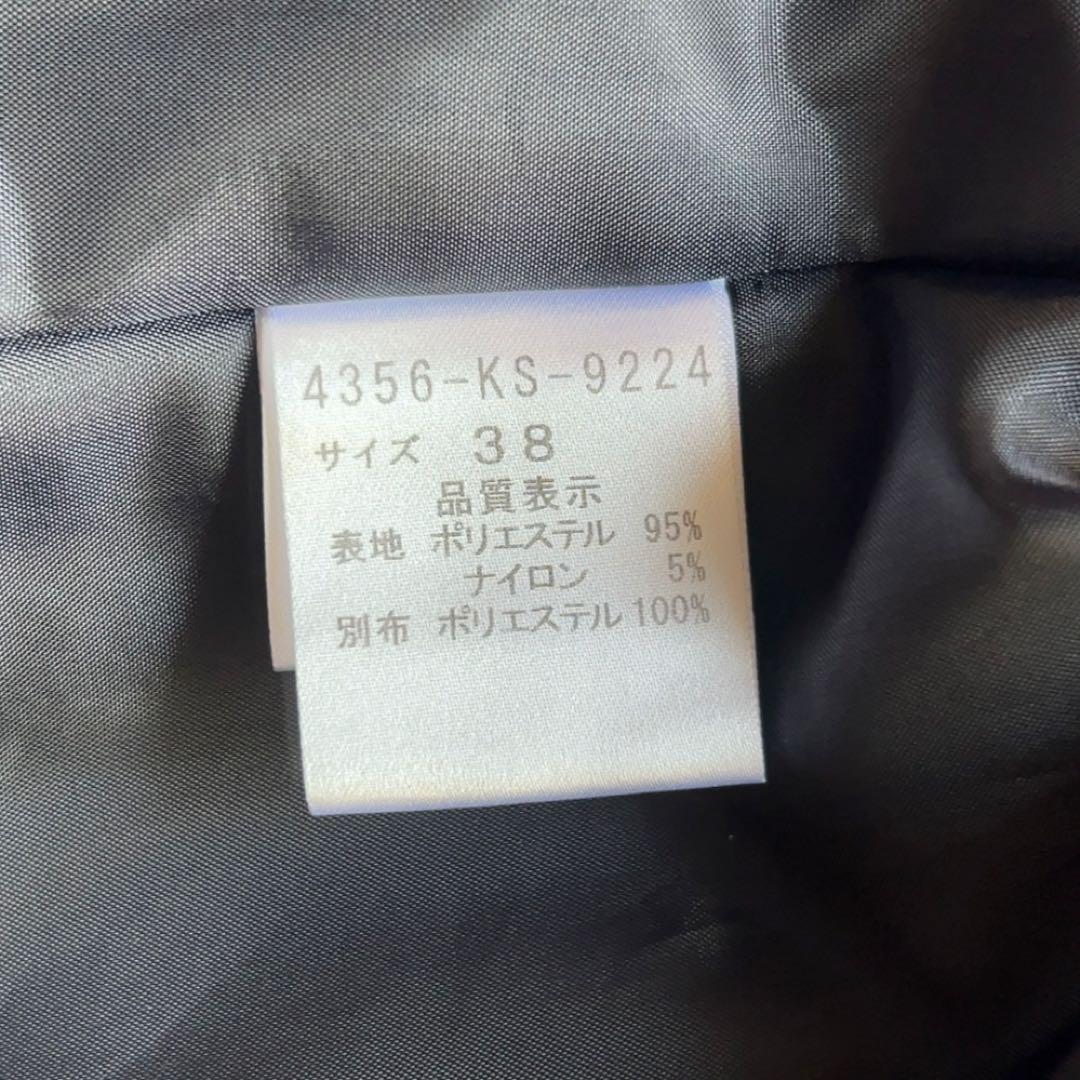 4356-KS-9224
サイズ 38
品質表示
表地 ポリエステル 95%
ナイロン 5%
別布 ポリエステル 100%